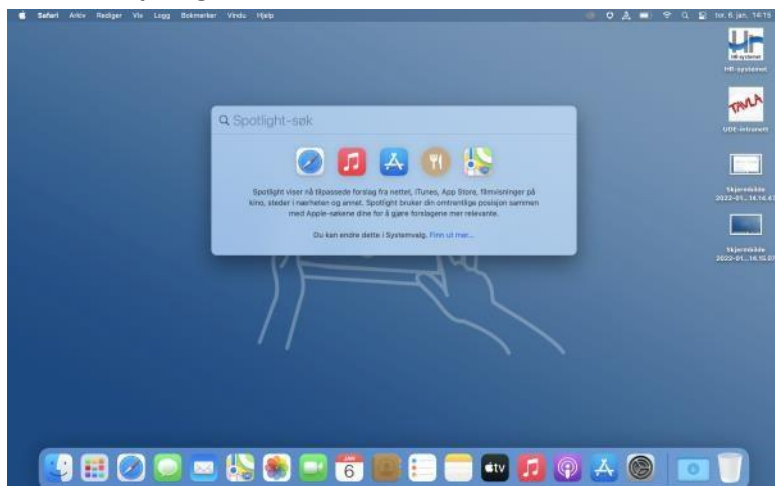 Safari Arkiv Rediger Vis Logg Bokmerker Vindu Hjelp
tor. 6. jan. 14:15
HR-systemet
TAVLA
UDE-intranett
Spotlight-søk
Spotlight viser nå tilpassede forslag fra nettet, iTunes, App Store, filmvisninger på
kino, steder i nærheten og annet. Spotlight bruker din omtrentlige posisjon sammen
med Apple-søkene dine for å gjøre forslagene mer relevante.
Du kan endre dette i Systemvalg. Finn ut mer...
Skjermbilde
2022-01...14.14.47
Skjermbilde
2022-01...14.15.07
JAN
6
tv